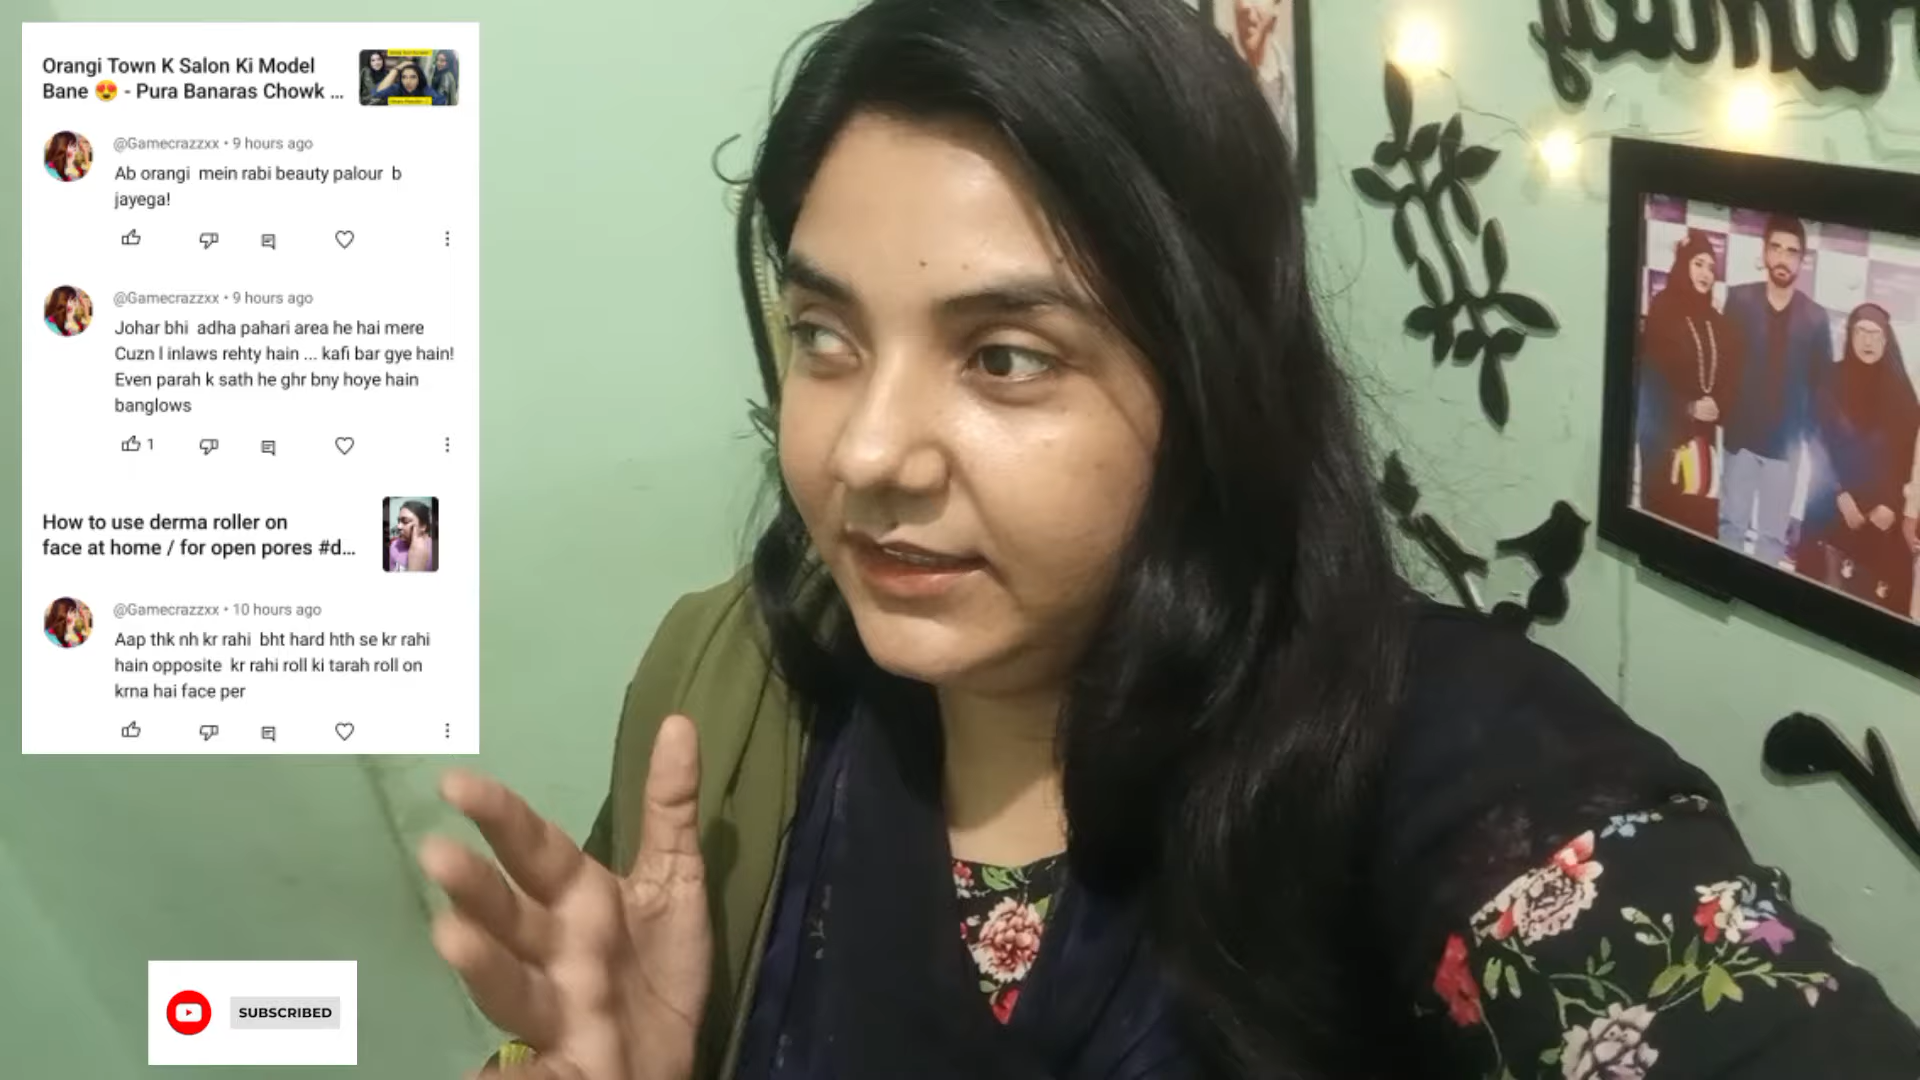 Orangi Town K Salon Ki Model
Bane 😍 - Pura Banaras Chowk ...
@Gamecrazzxx • 9 hours ago
Ab orangi mein rabi beauty palour b
jayega!
@Gamecrazzxx • 9 hours ago
Johar bhi adha pahari area he hai mere
Cuzn l inlaws rehty hain ... kafi bar gye hain!
Even parah k sath he ghr bny hoye hain
banglows
1
How to use derma roller on
face at home / for open pores #d...
@Gamecrazzxx • 10 hours ago
Aap thk nh kr rahi bht hard hth se kr rahi
hain opposite kr rahi roll ki tarah roll on
krna hai face per
SUBSCRIBED